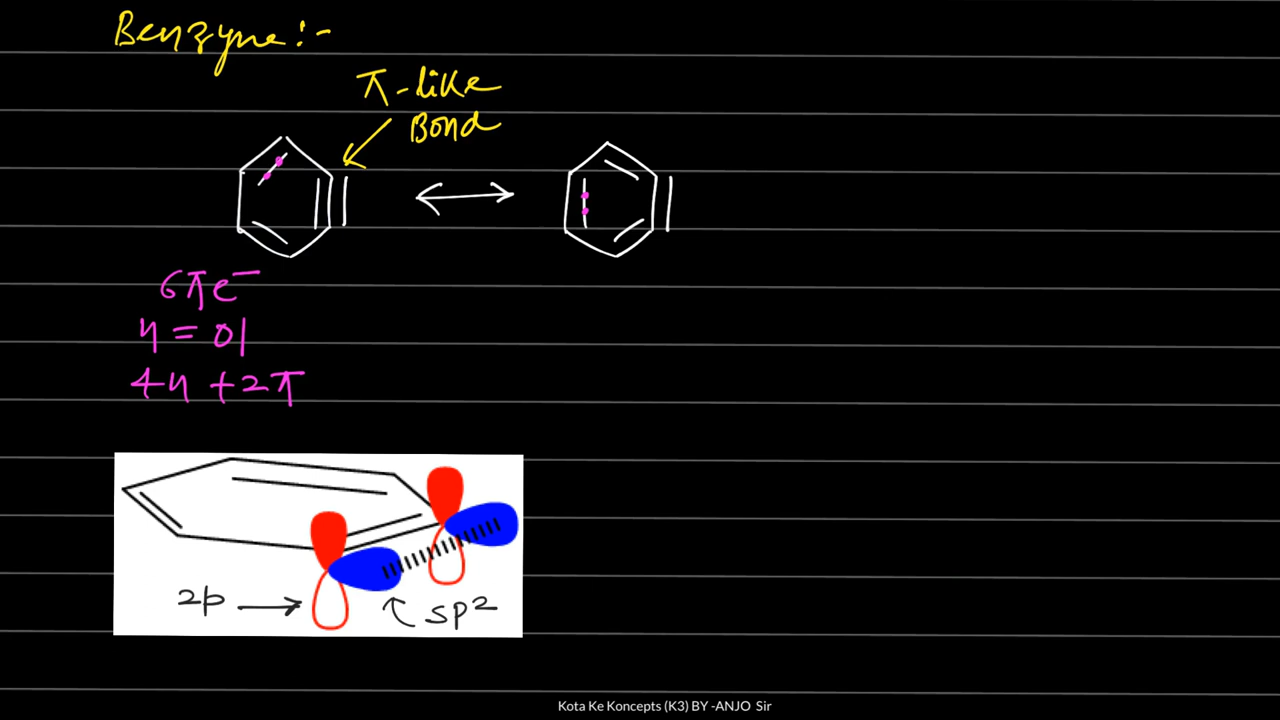 Benzyne:-
π-like
Bond
6πe⁻
n = 01
4n + 2π
2p
sp²
Kota Ke Koncepts (K3) BY -ANJO Sir